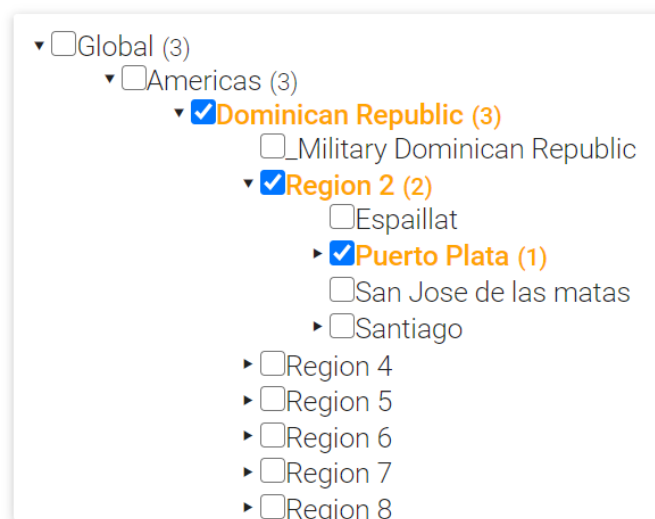 Global (3)
Americas (3)
Dominican Republic (3)
_Military Dominican Republic
Region 2 (2)
Espaillat
Puerto Plata (1)
San Jose de las matas
Santiago
Region 4
Region 5
Region 6
Region 7
Region 8